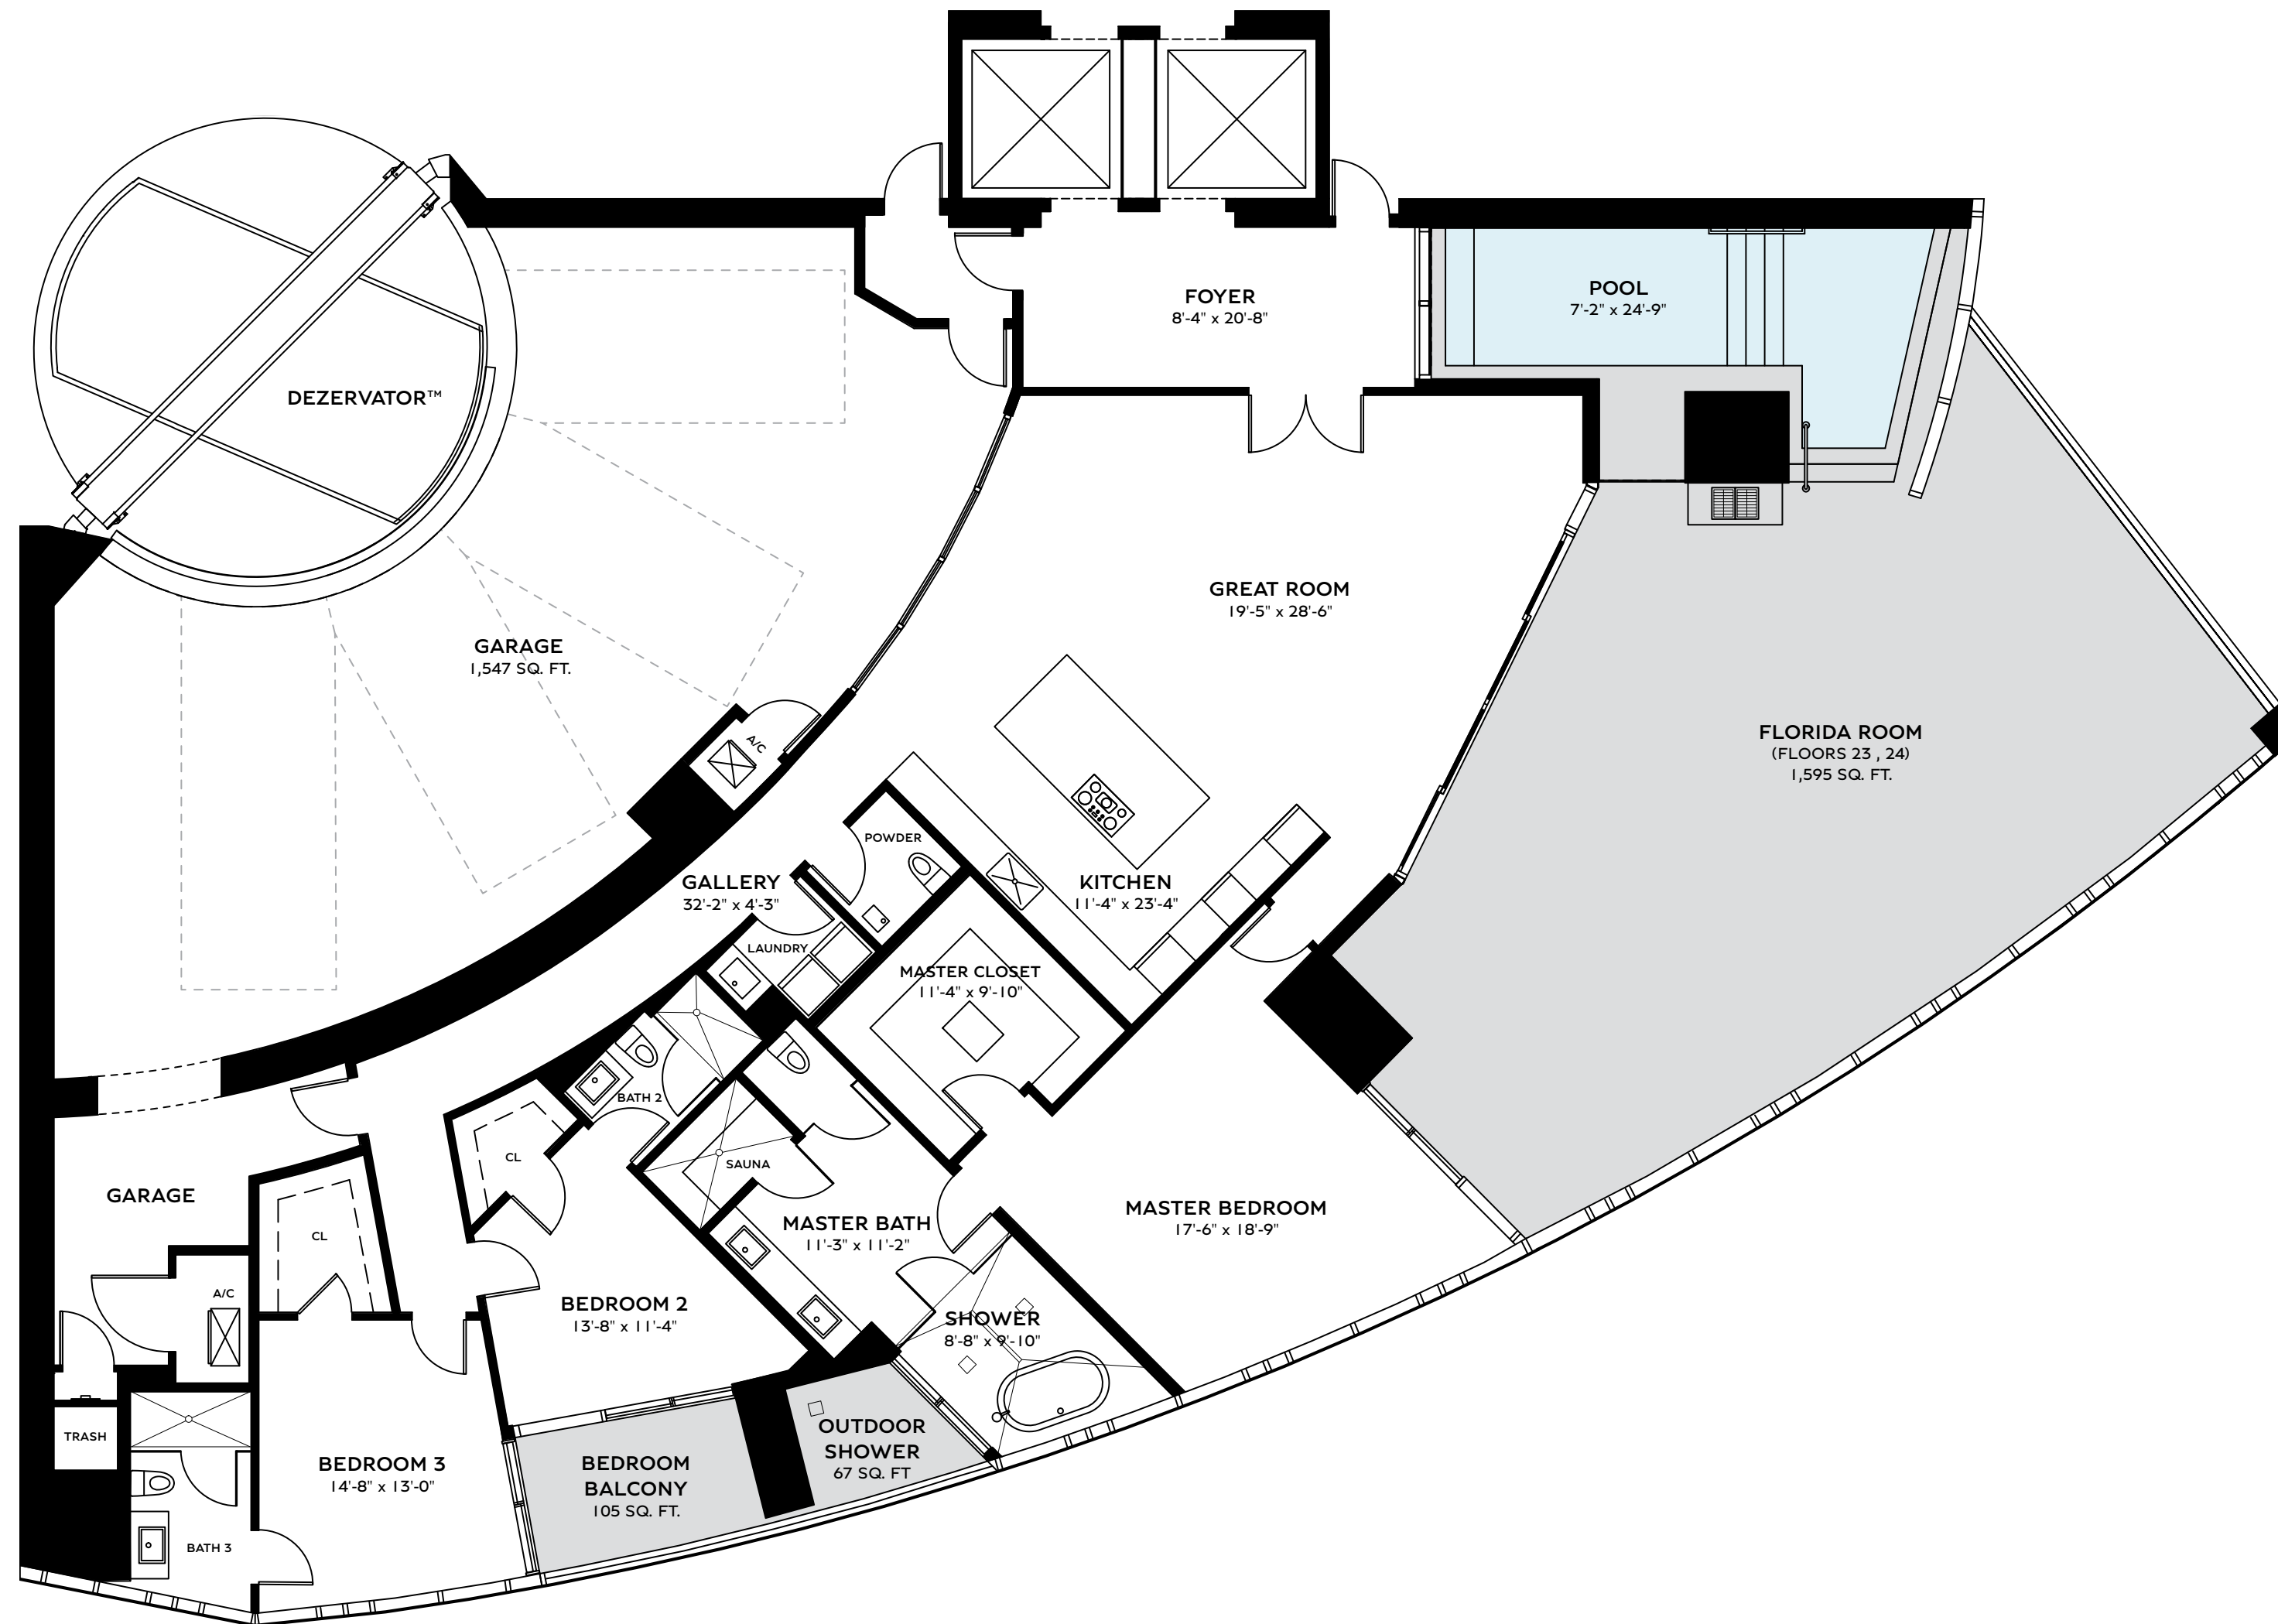 FOYER
8'-4" x 20'-8"
POOL
7'-2" x 24'-9"
DEZERVATOR™
GREAT ROOM
19'-5" x 28'-6"
GARAGE
1,547 SQ. FT.
FLORIDA ROOM
(FLOORS 23 , 24)
1,595 SQ. FT.
A/C
POWDER
GALLERY
32'-2" x 4'-3"
KITCHEN
11'-4" x 23'-4"
LAUNDRY
MASTER CLOSET
11'-4" x 9'-10"
BATH 2
CL
SAUNA
GARAGE
MASTER BATH
11'-3" x 11'-2"
MASTER BEDROOM
17'-6" x 18'-9"
CL
A/C
BEDROOM 2
13'-8" x 11'-4"
SHOWER
8'-8" x 9'-10"
TRASH
BEDROOM 3
14'-8" x 13'-0"
BEDROOM
BALCONY
105 SQ. FT.
OUTDOOR
SHOWER
67 SQ. FT
BATH 3